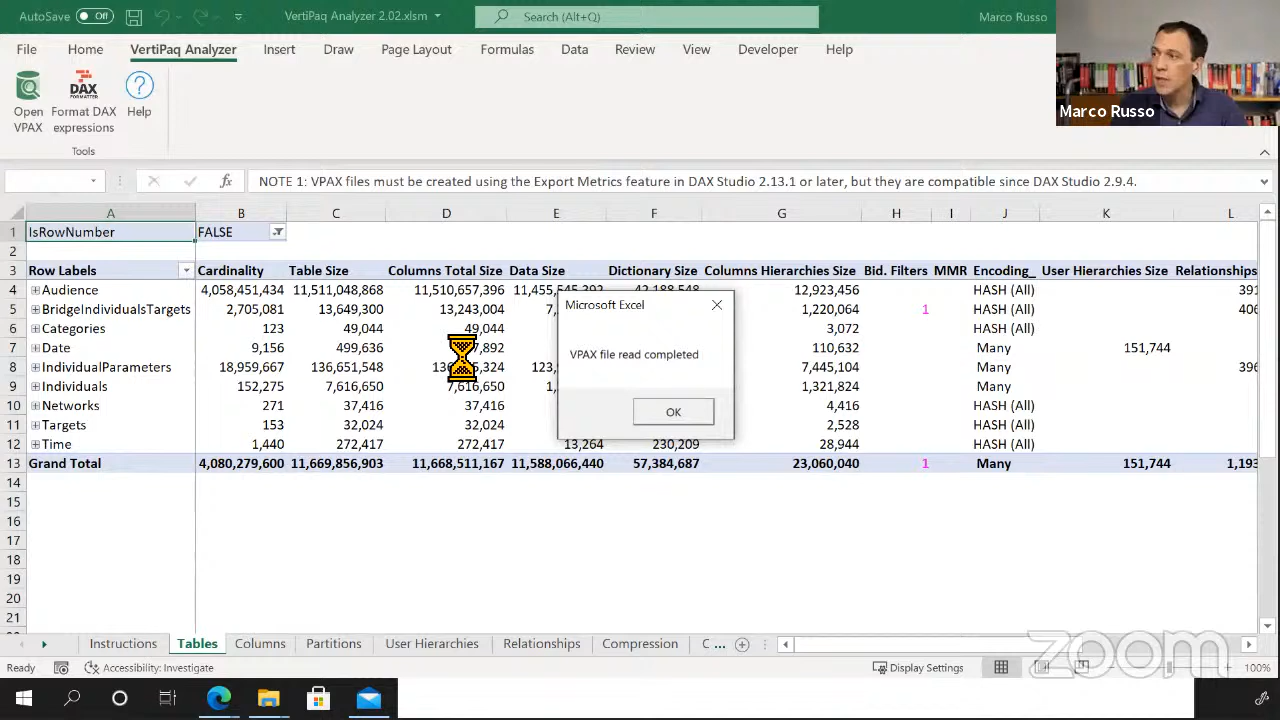 AutoSave Off VertiPaq Analyzer 2.02.xlsm Search (Alt+Q) Marco Russo
File Home VertiPaq Analyzer Insert Draw Page Layout Formulas Data Review View Developer Help
Open VPAX
Format DAX expressions
Help
DAX FORMATTER
Tools
Marco Russo
NOTE 1: VPAX files must be created using the Export Metrics feature in DAX Studio 2.13.1 or later, but they are compatible since DAX Studio 2.9.4.
A B C D E F G H I J K L
1 IsRowNumber FALSE
2
3 Row Labels Cardinality Table Size Columns Total Size Data Size Dictionary Size Columns Hierarchies Size Bid. Filters MMR Encoding_ User Hierarchies Size Relationships
4 Audience 4,058,451,434 11,511,048,868 11,510,657,396 12,923,456 HASH (All) 391
5 BridgeIndividualsTargets 2,705,081 13,649,300 13,243,004 1,220,064 1 HASH (All) 406
6 Categories 123 49,044 49,044 3,072 HASH (All)
7 Date 9,156 499,636 7,892 110,632 Many 151,744
8 IndividualParameters 18,959,667 136,651,548 7,445,104 Many 396
9 Individuals 152,275 7,616,650 7,616,650 1,321,824 HASH (All)
10 Networks 271 37,416 37,416 4,416 HASH (All)
11 Targets 153 32,024 32,024 2,528 HASH (All)
12 Time 1,440 272,417 272,417 13,264 230,209 28,944 HASH (All)
13 Grand Total 4,080,279,600 11,669,856,903 11,668,511,167 11,588,066,440 57,384,687 23,060,040 1 Many 151,744 1,193
14
15
16
17
18
19
20
21
Microsoft Excel
VPAX file read completed
OK
Instructions Tables Columns Partitions User Hierarchies Relationships Compression C ...
Ready Accessibility: Investigate Display Settings 100%
zoom